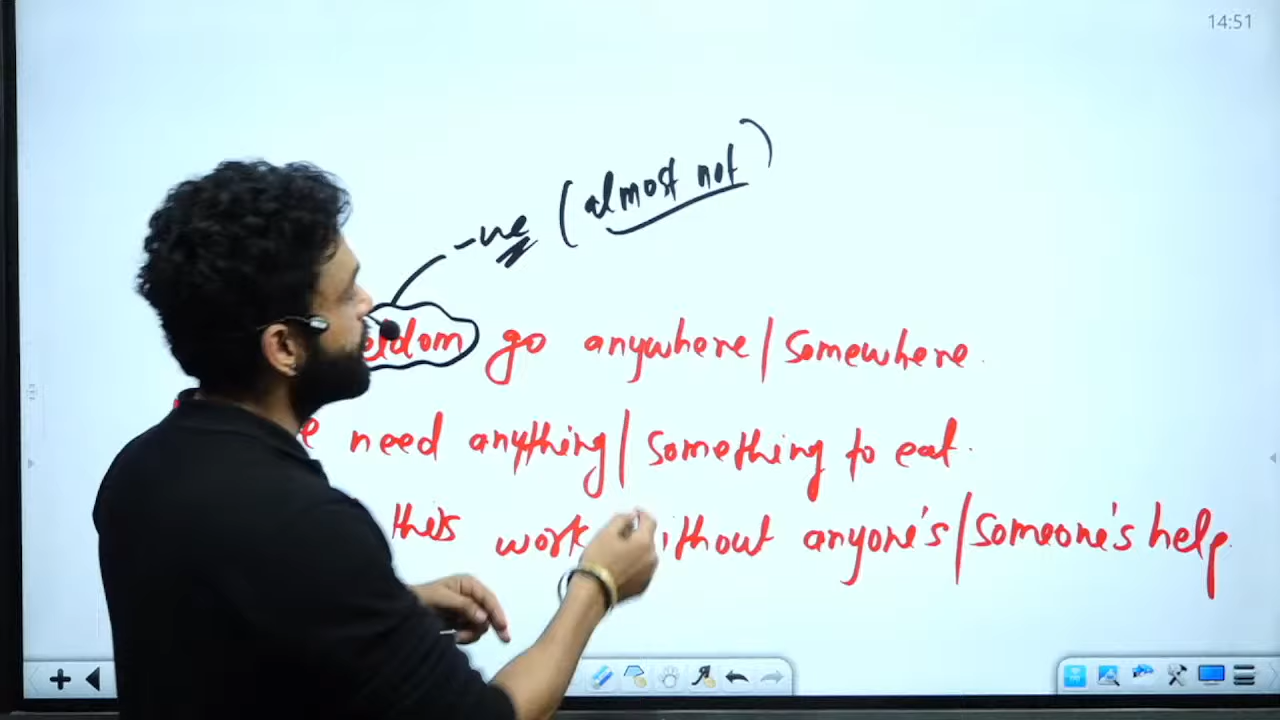 14:51
-ve (almost not)
eldom go anywhere/somewhere.
e need anything/something to eat.
this work ithout anyone's/someone's help.